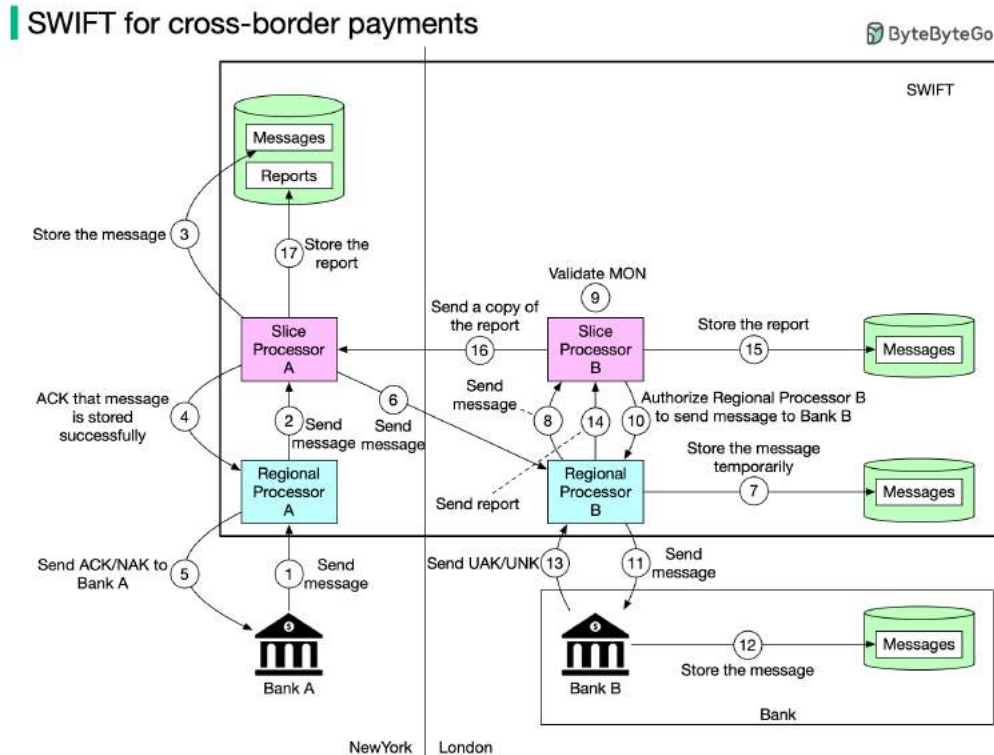 SWIFT for cross-border payments
ByteByteGo
SWIFT
Messages
Reports
Store the message
3
17
Store the
report
Validate MON
9
Send a copy of
the report
16
Slice
Processor
A
Slice
Processor
B
Store the report
15
Messages
ACK that message
is stored
successfully
4
2
Send
message
6
Send
message
Send
message
8
14
10
Authorize Regional Processor B
to send message to Bank B
Store the message
temporarily
7
Messages
Send report
Regional
Processor
A
Regional
Processor
B
Send ACK/NAK to
Bank A
5
1
Send
message
Send UAK/UNK
13
11
Send
message
$
Bank A
$
Bank B
12
Store the message
Messages
Bank
NewYork
London